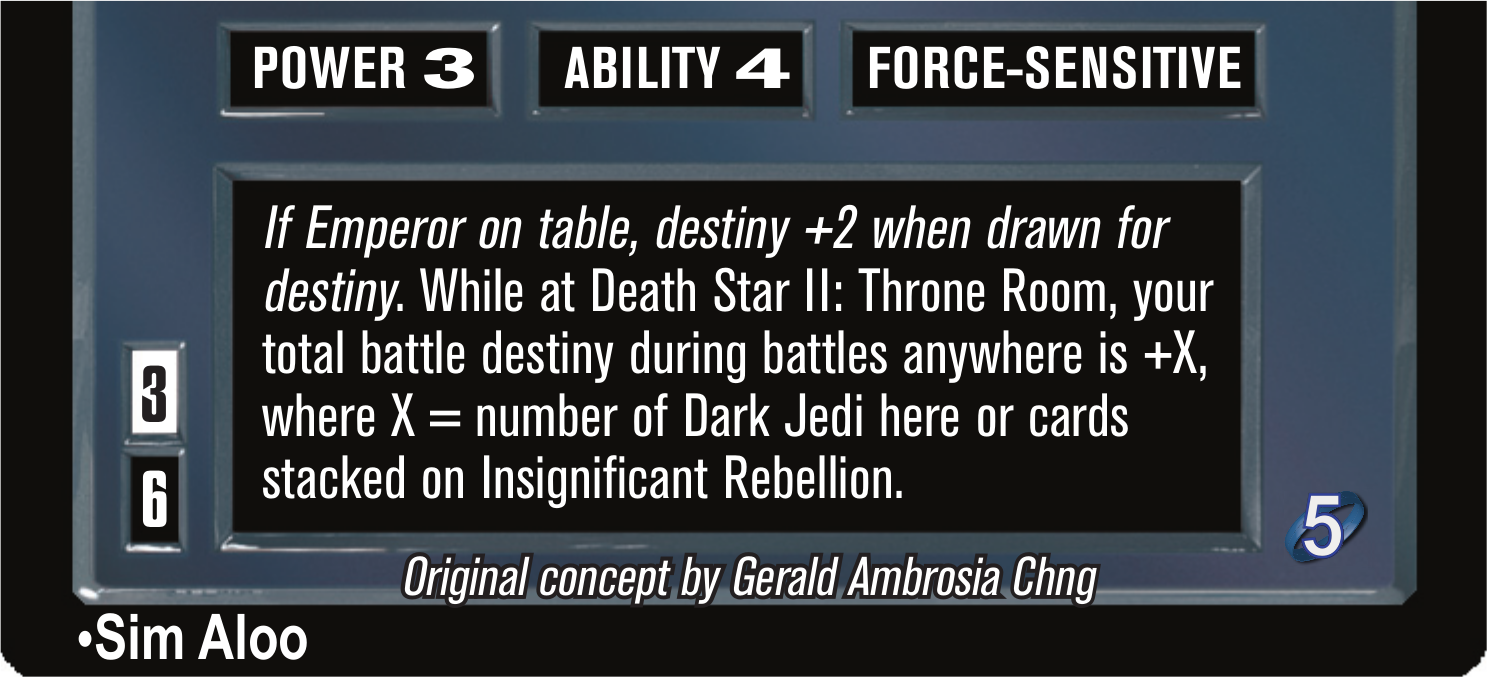 POWER 3 ABILITY 4 FORCE-SENSITIVE
If Emperor on table, destiny +2 when drawn for
destiny. While at Death Star II: Throne Room, your
total battle destiny during battles anywhere is +X,
where X = number of Dark Jedi here or cards
stacked on Insignificant Rebellion.
3
6
5
Original concept by Gerald Ambrosia Chng
•Sim Aloo